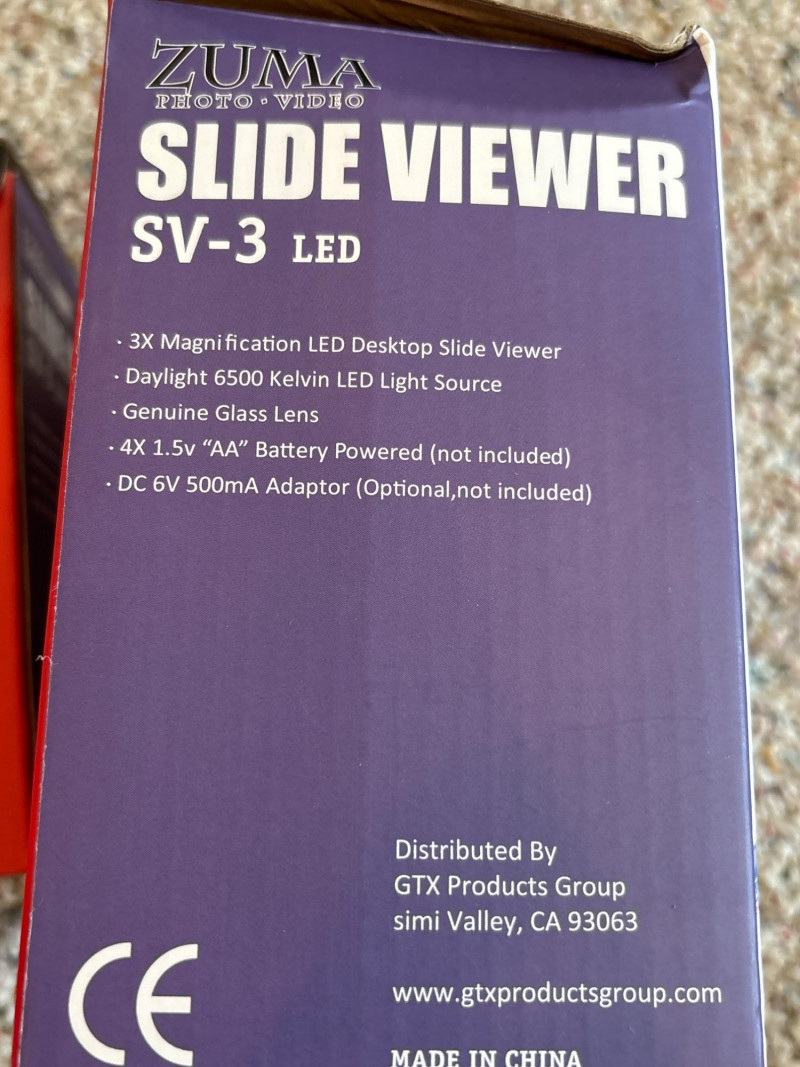 ZUMA
PHOTO · VIDEO
SLIDE VIEWER
SV-3 LED
· 3X Magnification LED Desktop Slide Viewer
· Daylight 6500 Kelvin LED Light Source
· Genuine Glass Lens
· 4X 1.5v “AA” Battery Powered (not included)
· DC 6V 500mA Adaptor (Optional,not included)
Distributed By
GTX Products Group
simi Valley, CA 93063
www.gtxproductsgroup.com
CE
MADE IN CHINA